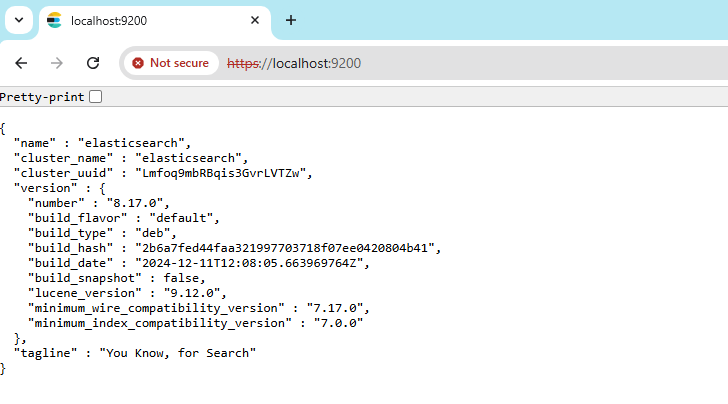 localhost:9200
Not secure https://localhost:9200
Pretty-print
{
  "name" : "elasticsearch",
  "cluster_name" : "elasticsearch",
  "cluster_uuid" : "Lmfoq9mbRBqis3GvrLVTZw",
  "version" : {
    "number" : "8.17.0",
    "build_flavor" : "default",
    "build_type" : "deb",
    "build_hash" : "2b6a7fed44faa321997703718f07ee0420804b41",
    "build_date" : "2024-12-11T12:08:05.663969764Z",
    "build_snapshot" : false,
    "lucene_version" : "9.12.0",
    "minimum_wire_compatibility_version" : "7.17.0",
    "minimum_index_compatibility_version" : "7.0.0"
  },
  "tagline" : "You Know, for Search"
}